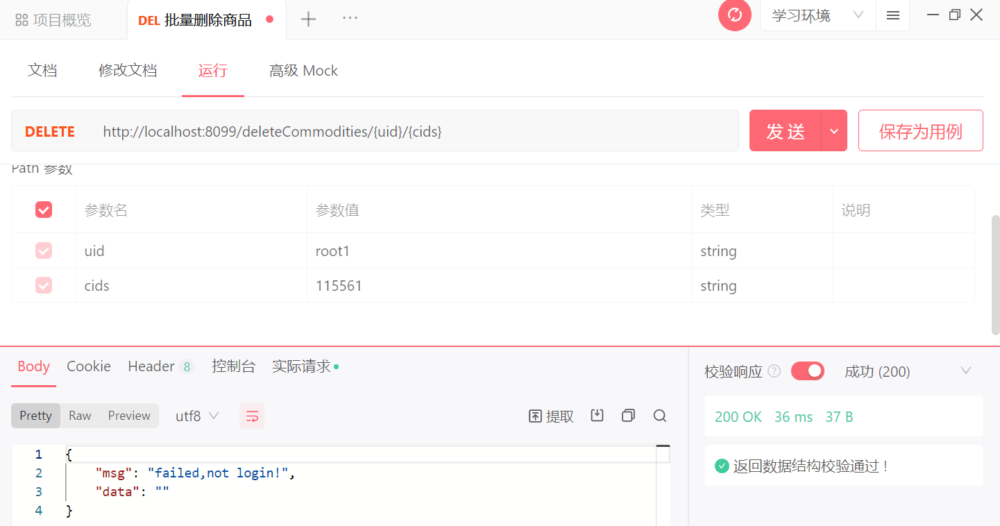 项目概览 DEL 批量删除商品 学习环境
文档 修改文档 运行 高级 Mock
DELETE http://localhost:8099/deleteCommodities/{uid}/{cids} 发 送 保存为用例
Path 参数
参数名 参数值 类型 说明
uid root1 string
cids 115561 string
Body Cookie Header 8 控制台 实际请求 校验响应 ? 成功 (200)
Pretty Raw Preview utf8 提取 200 OK 36 ms 37 B
1 {
2 "msg": "failed,not login!",
3 "data": ""
4 }
返回数据结构校验通过！